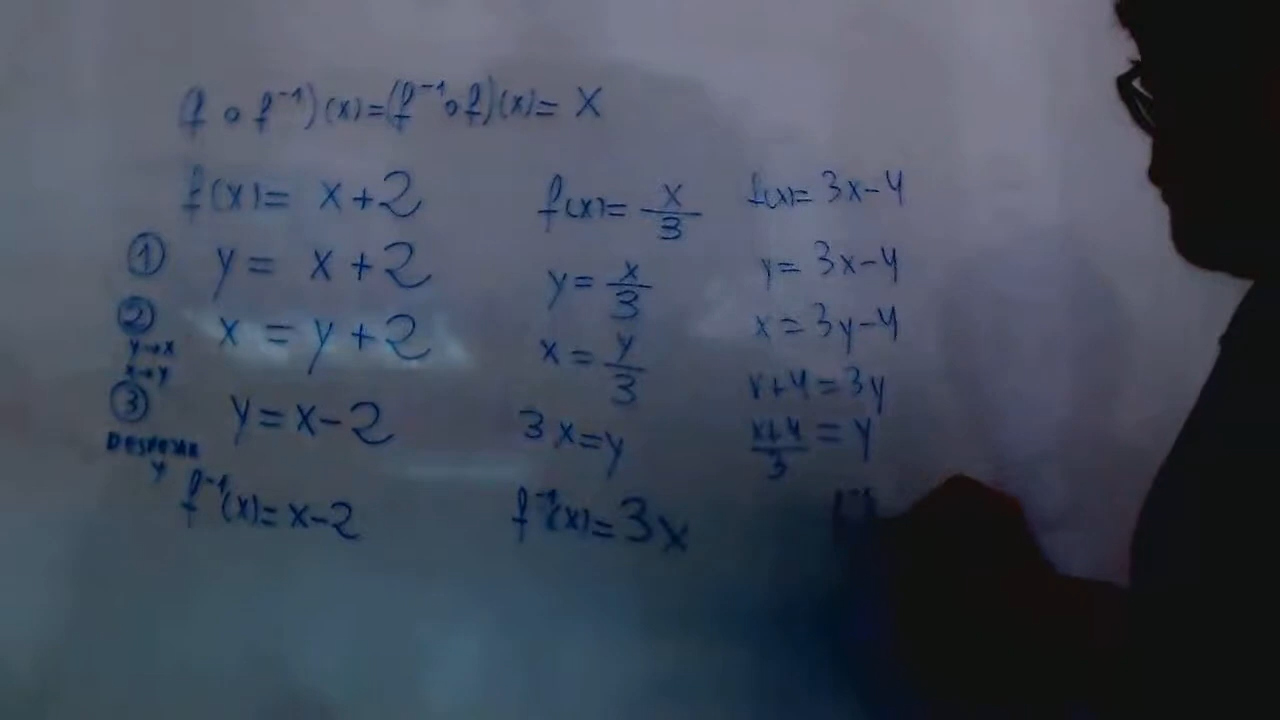 (f o f⁻¹)(x)=(f⁻¹o f)(x)= x
f(x)= x+2
① y= x+2
② x = y+2
y→x
x→y
③ y=x-2
DESPEJAR
y
f⁻¹(x)= x-2
f(x)= x/3
y= x/3
x= y/3
3x=y
f⁻¹(x)= 3x
f(x)= 3x-4
y= 3x-4
x= 3y-4
x+4=3y
x+4/3 = y
f⁻¹